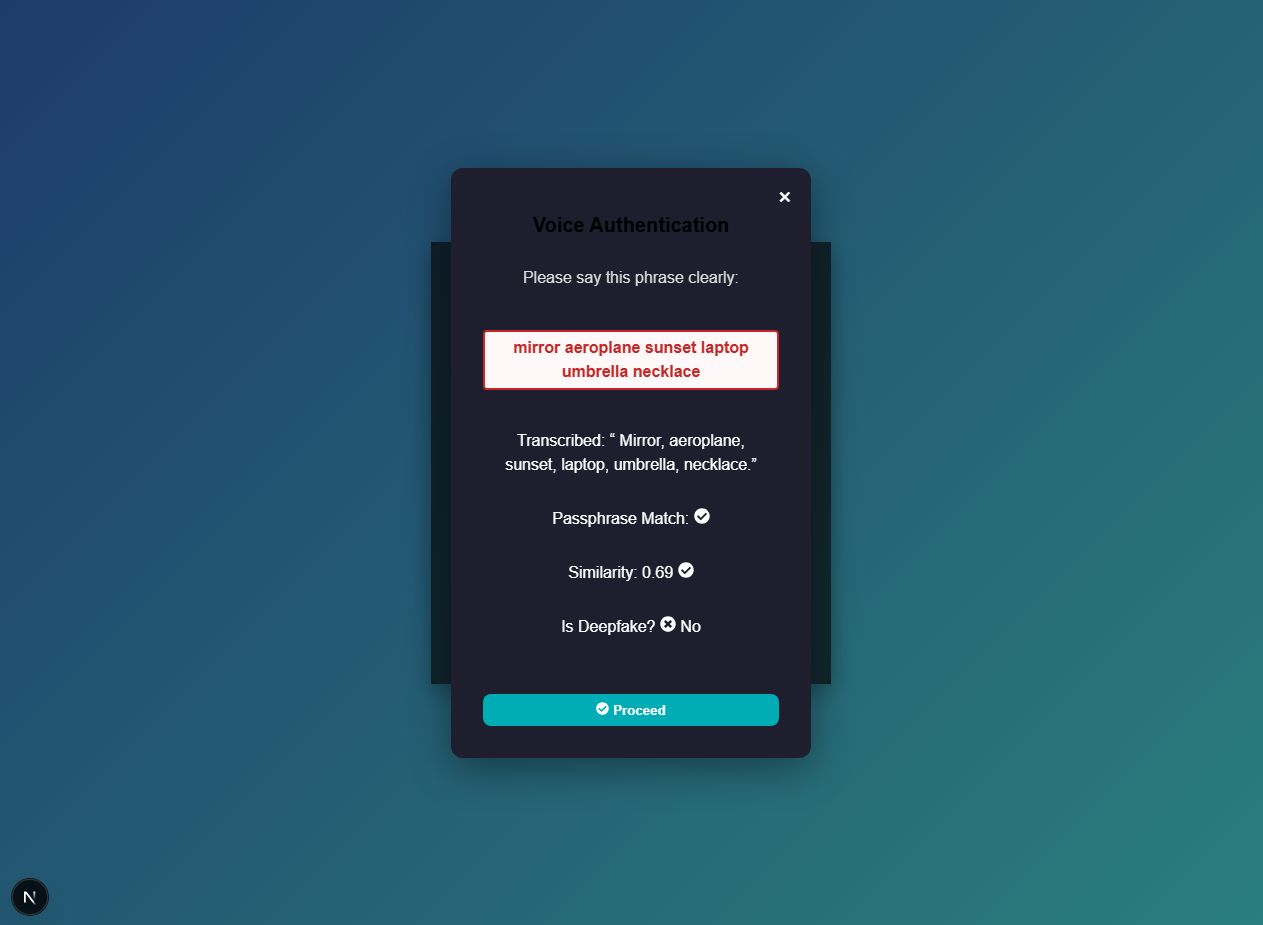 Voice Authentication
Please say this phrase clearly:
mirror aeroplane sunset laptop
umbrella necklace
Transcribed: “ Mirror, aeroplane,
sunset, laptop, umbrella, necklace.”
Passphrase Match:
Similarity: 0.69
Is Deepfake? No
Proceed
N